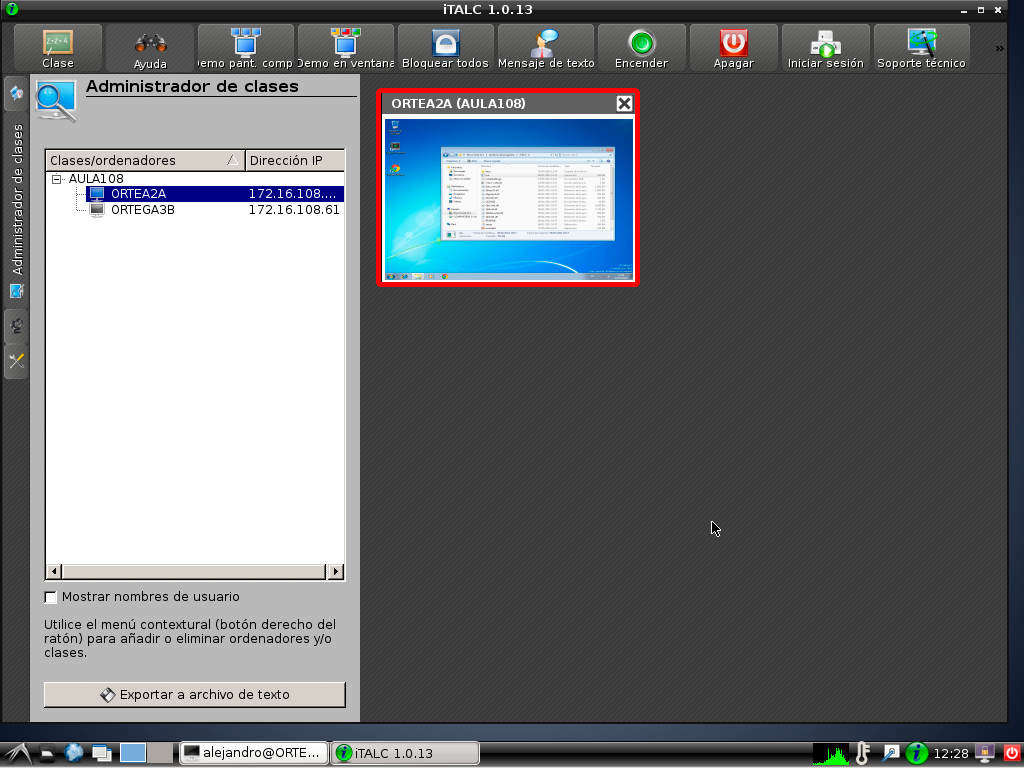 iTALC 1.0.13
Clase
Ayuda
emo pant. comp
Demo en ventana
Bloquear todos
Mensaje de texto
Encender
Apagar
Iniciar sesión
Soporte técnico
»
Administrador de clases
Administrador de clases
Clases/ordenadores
Dirección IP
AULA108
ORTEA2A 172.16.108....
ORTEGA3B 172.16.108.61
Mostrar nombres de usuario
Utilice el menú contextural (botón derecho del
ratón) para añadir o eliminar ordenadores y/o
clases.
Exportar a archivo de texto
ORTEA2A (AULA108)
alejandro@ORTE...
iTALC 1.0.13
12:28